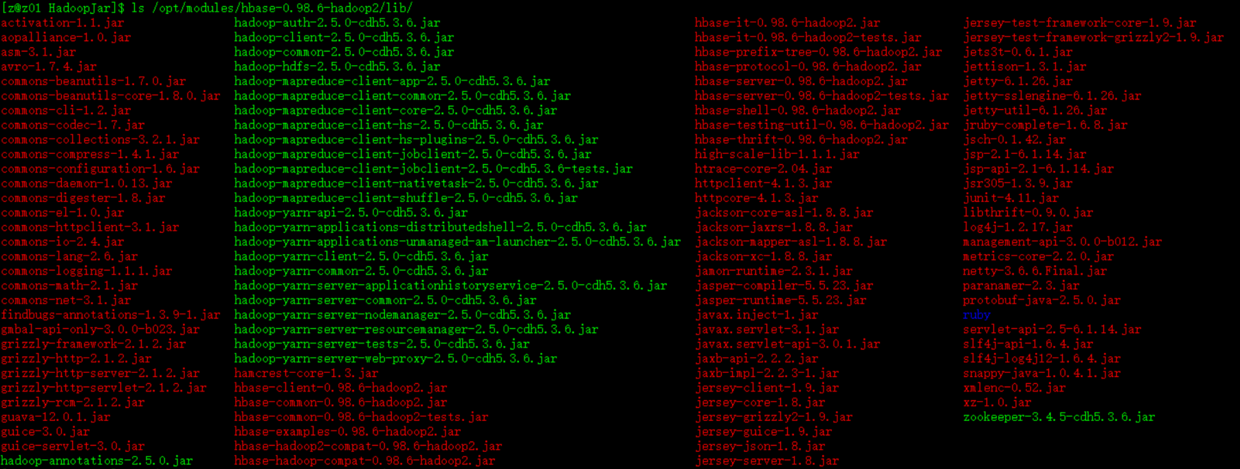 [z@z01 HadoopJar]$ ls /opt/modules/hbase-0.98.6-hadoop2/lib/
activation-1.1.jar hadoop-auth-2.5.0-cdh5.3.6.jar hbase-it-0.98.6-hadoop2.jar jersey-test-framework-core-1.9.jar
aopalliance-1.0.jar hadoop-client-2.5.0-cdh5.3.6.jar hbase-it-0.98.6-hadoop2-tests.jar jersey-test-framework-grizzly2-1.9.jar
asm-3.1.jar hadoop-common-2.5.0-cdh5.3.6.jar hbase-prefix-tree-0.98.6-hadoop2.jar jets3t-0.6.1.jar
avro-1.7.4.jar hadoop-hdfs-2.5.0-cdh5.3.6.jar hbase-protocol-0.98.6-hadoop2.jar jettison-1.3.1.jar
commons-beanutils-1.7.0.jar hadoop-mapreduce-client-app-2.5.0-cdh5.3.6.jar hbase-server-0.98.6-hadoop2.jar jetty-6.1.26.jar
commons-beanutils-core-1.8.0.jar hadoop-mapreduce-client-common-2.5.0-cdh5.3.6.jar hbase-server-0.98.6-hadoop2-tests.jar jetty-sslengine-6.1.26.jar
commons-cli-1.2.jar hadoop-mapreduce-client-core-2.5.0-cdh5.3.6.jar hbase-shell-0.98.6-hadoop2.jar jetty-util-6.1.26.jar
commons-codec-1.7.jar hadoop-mapreduce-client-hs-2.5.0-cdh5.3.6.jar hbase-testing-util-0.98.6-hadoop2.jar jruby-complete-1.6.8.jar
commons-collections-3.2.1.jar hadoop-mapreduce-client-hs-plugins-2.5.0-cdh5.3.6.jar hbase-thrift-0.98.6-hadoop2.jar jsch-0.1.42.jar
commons-compress-1.4.1.jar hadoop-mapreduce-client-jobclient-2.5.0-cdh5.3.6.jar high-scale-lib-1.1.1.jar jsp-2.1-6.1.14.jar
commons-configuration-1.6.jar hadoop-mapreduce-client-jobclient-2.5.0-cdh5.3.6-tests.jar htrace-core-2.04.jar jsp-api-2.1-6.1.14.jar
commons-daemon-1.0.13.jar hadoop-mapreduce-client-nativetask-2.5.0-cdh5.3.6.jar httpclient-4.1.3.jar jsr305-1.3.9.jar
commons-digester-1.8.jar hadoop-mapreduce-client-shuffle-2.5.0-cdh5.3.6.jar httpcore-4.1.3.jar junit-4.11.jar
commons-el-1.0.jar hadoop-yarn-api-2.5.0-cdh5.3.6.jar jackson-core-asl-1.8.8.jar libthrift-0.9.0.jar
commons-httpclient-3.1.jar hadoop-yarn-applications-distributedshell-2.5.0-cdh5.3.6.jar jackson-jaxrs-1.8.8.jar log4j-1.2.17.jar
commons-io-2.4.jar hadoop-yarn-applications-unmanaged-am-launcher-2.5.0-cdh5.3.6.jar jackson-mapper-asl-1.8.8.jar management-api-3.0.0-b012.jar
commons-lang-2.6.jar hadoop-yarn-client-2.5.0-cdh5.3.6.jar jackson-xc-1.8.8.jar metrics-core-2.2.0.jar
commons-logging-1.1.1.jar hadoop-yarn-common-2.5.0-cdh5.3.6.jar jamon-runtime-2.3.1.jar netty-3.6.6.Final.jar
commons-math-2.1.jar hadoop-yarn-server-applicationhistoryservice-2.5.0-cdh5.3.6.jar jasper-compiler-5.5.23.jar paranamer-2.3.jar
commons-net-3.1.jar hadoop-yarn-server-common-2.5.0-cdh5.3.6.jar jasper-runtime-5.5.23.jar protobuf-java-2.5.0.jar
findbugs-annotations-1.3.9-1.jar hadoop-yarn-server-nodemanager-2.5.0-cdh5.3.6.jar javax.inject-1.jar ruby
gmbal-api-only-3.0.0-b023.jar hadoop-yarn-server-resourcemanager-2.5.0-cdh5.3.6.jar javax.servlet-3.1.jar servlet-api-2.5-6.1.14.jar
grizzly-framework-2.1.2.jar hadoop-yarn-server-tests-2.5.0-cdh5.3.6.jar javax.servlet-api-3.0.1.jar slf4j-api-1.6.4.jar
grizzly-http-2.1.2.jar hadoop-yarn-server-web-proxy-2.5.0-cdh5.3.6.jar jaxb-api-2.2.2.jar slf4j-log4j12-1.6.4.jar
grizzly-http-server-2.1.2.jar hamcrest-core-1.3.jar jaxb-impl-2.2.3-1.jar snappy-java-1.0.4.1.jar
grizzly-http-servlet-2.1.2.jar hbase-client-0.98.6-hadoop2.jar jersey-client-1.9.jar xmlenc-0.52.jar
grizzly-rcm-2.1.2.jar hbase-common-0.98.6-hadoop2.jar jersey-core-1.8.jar xz-1.0.jar
guava-12.0.1.jar hbase-common-0.98.6-hadoop2-tests.jar jersey-grizzly2-1.9.jar zookeeper-3.4.5-cdh5.3.6.jar
guice-3.0.jar hbase-examples-0.98.6-hadoop2.jar jersey-guice-1.9.jar
guice-servlet-3.0.jar hbase-hadoop2-compat-0.98.6-hadoop2.jar jersey-json-1.8.jar
hadoop-annotations-2.5.0.jar hbase-hadoop-compat-0.98.6-hadoop2.jar jersey-server-1.8.jar